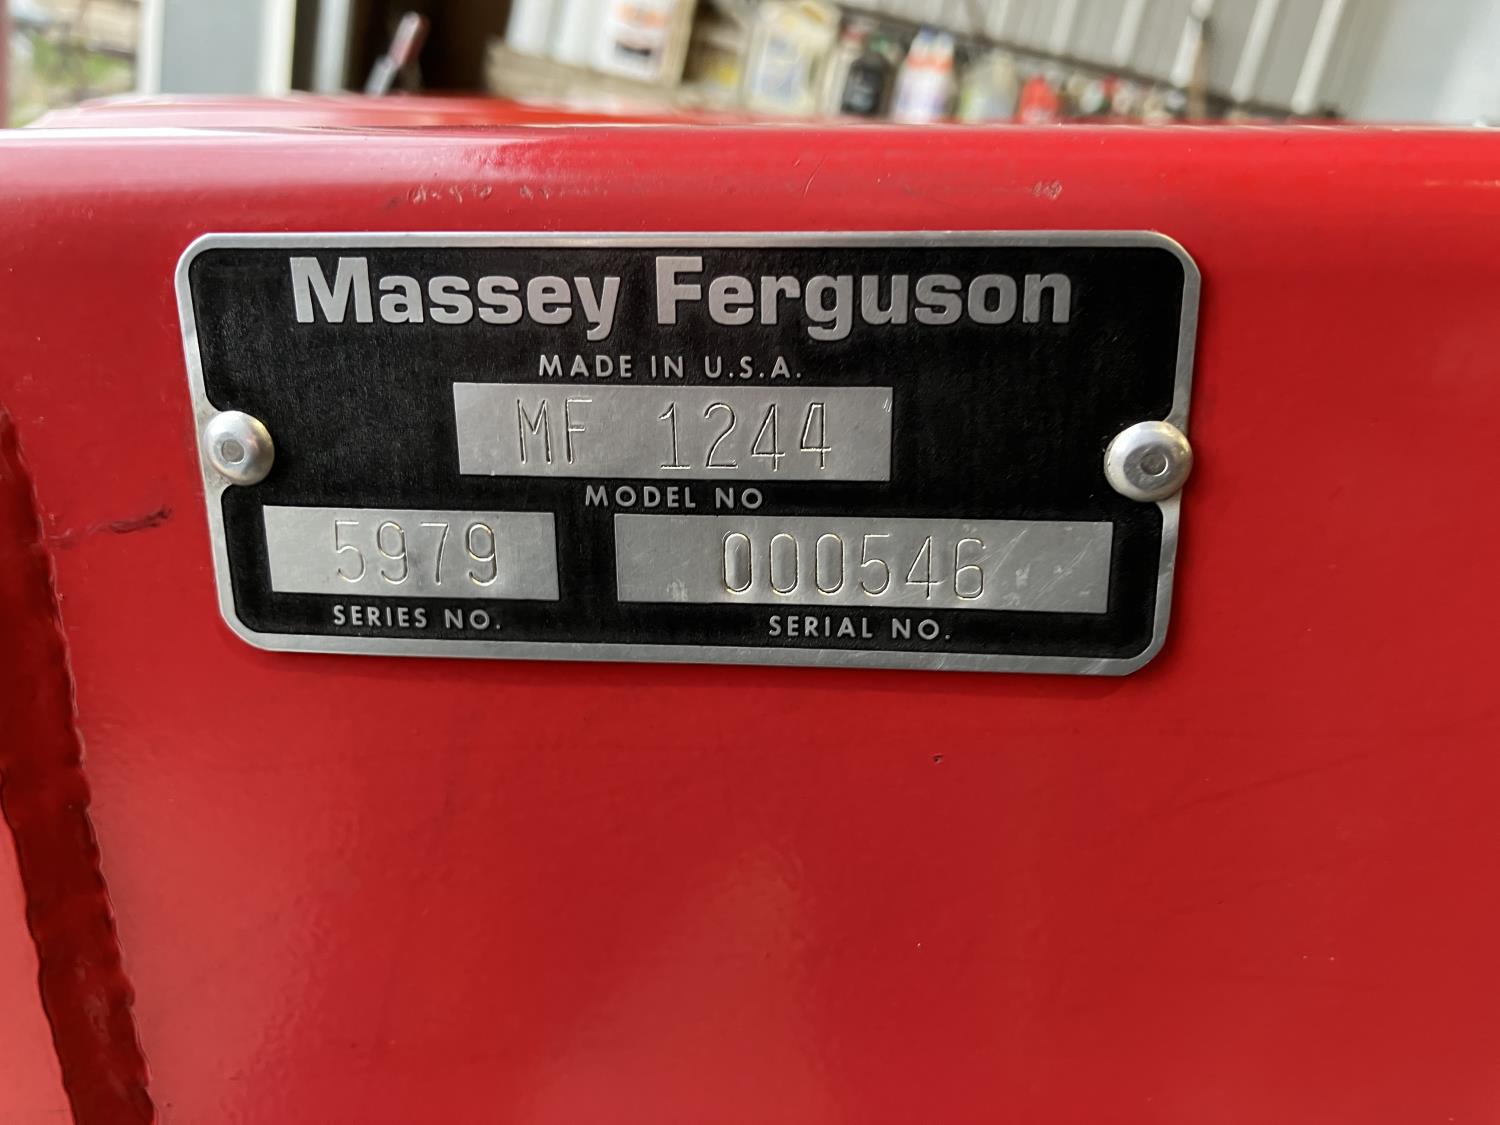 Massey Ferguson
MADE IN U.S.A.
MF 1244
MODEL NO
5979 000546
SERIES NO. SERIAL NO.